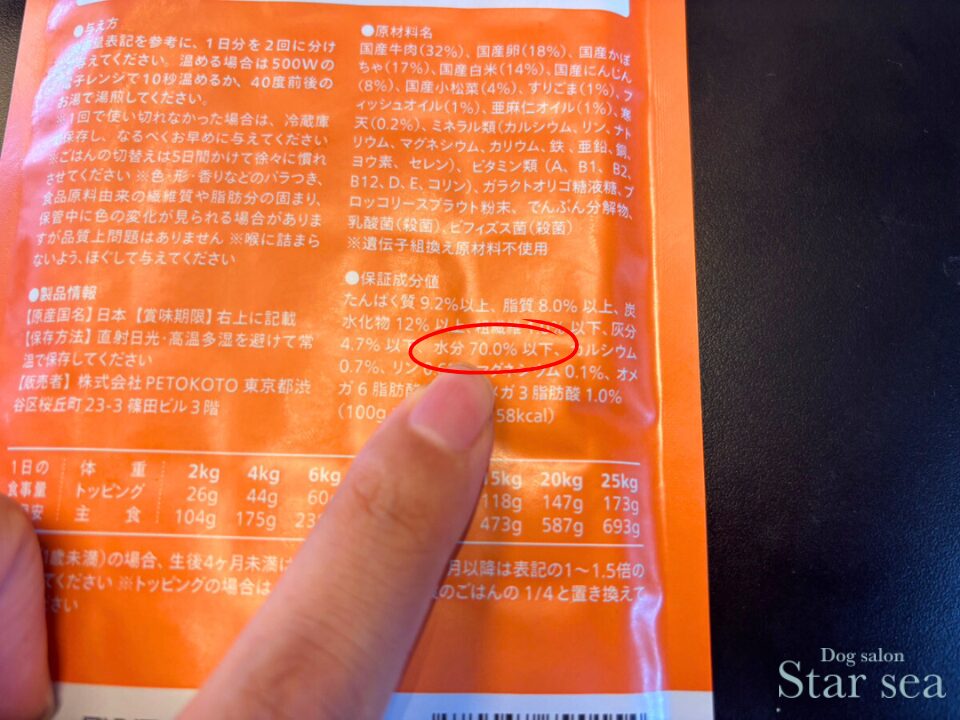 ●与え方
表記を参考に、1日分を2回に分け
与えてください。温める場合は500Wの
子レンジで10秒温めるか、40度前後の
お湯で湯煎してください。
※1回で使い切れなかった場合は、冷蔵庫
保存し、なるべくお早めに与えてください
※ごはんの切替えは5日間かけて徐々に慣れ
させてください ※色・形・香りなどのバラつき、
食品原料由来の繊維質や脂肪分の固まり、
保管中に色の変化が見られる場合がありま
すが品質上問題はありません ※喉に詰まら
ないよう、ほぐして与えてください
●製品情報
【原産国名】日本 【賞味期限】右上に記載
【保存方法】直射日光・高温多湿を避けて常
温で保存してください
【販売者】株式会社PETOKOTO 東京都渋
谷区桜丘町23-3 篠田ビル3階
●原材料名
国産牛肉(32%)、国産卵(18%)、国産かぼ
ちゃ(17%)、国産白米(14%)、国産にんじん
(8%)、国産小松菜(4%)、すりごま(1%)、フ
ィッシュオイル(1%)、亜麻仁オイル(1%)、寒
天(0.2%)、ミネラル類(カルシウム、リン、ナト
リウム、マグネシウム、カリウム、鉄、亜鉛、銅、
ヨウ素、セレン)、ビタミン類(A、B1、B2、
B12、D、E、コリン)、ガラクトオリゴ糖液糖、ブ
ロッコリースプラウト粉末、でんぷん分解物、
乳酸菌(殺菌)、ビフィズス菌(殺菌)
※遺伝子組換え原材料不使用
●保証成分値
たんぱく質 9.2%以上、脂質 8.0% 以上、炭
水化物 12% 以上、粗繊維 以下、灰分
4.7% 以下、水分 70.0% 以下、カルシウム
0.7%、リン マグネシウム 0.1%、オメ
ガ6 脂肪酸 メガ3 脂肪酸 1.0%
(100g 58kcal)
1日の 体 重 2kg 4kg 6kg 15kg 20kg 25kg
食事量 トッピング 26g 44g 60g 118g 147g 173g
目安 主 食 104g 175g 473g 587g 693g
1歳未満)の場合、生後4ヶ月未満は 月以降は表記の1〜1.5倍の
てください ※トッピングの場合は のごはんの 1/4 と置き換えて
ださい
Dog salon
Star sea